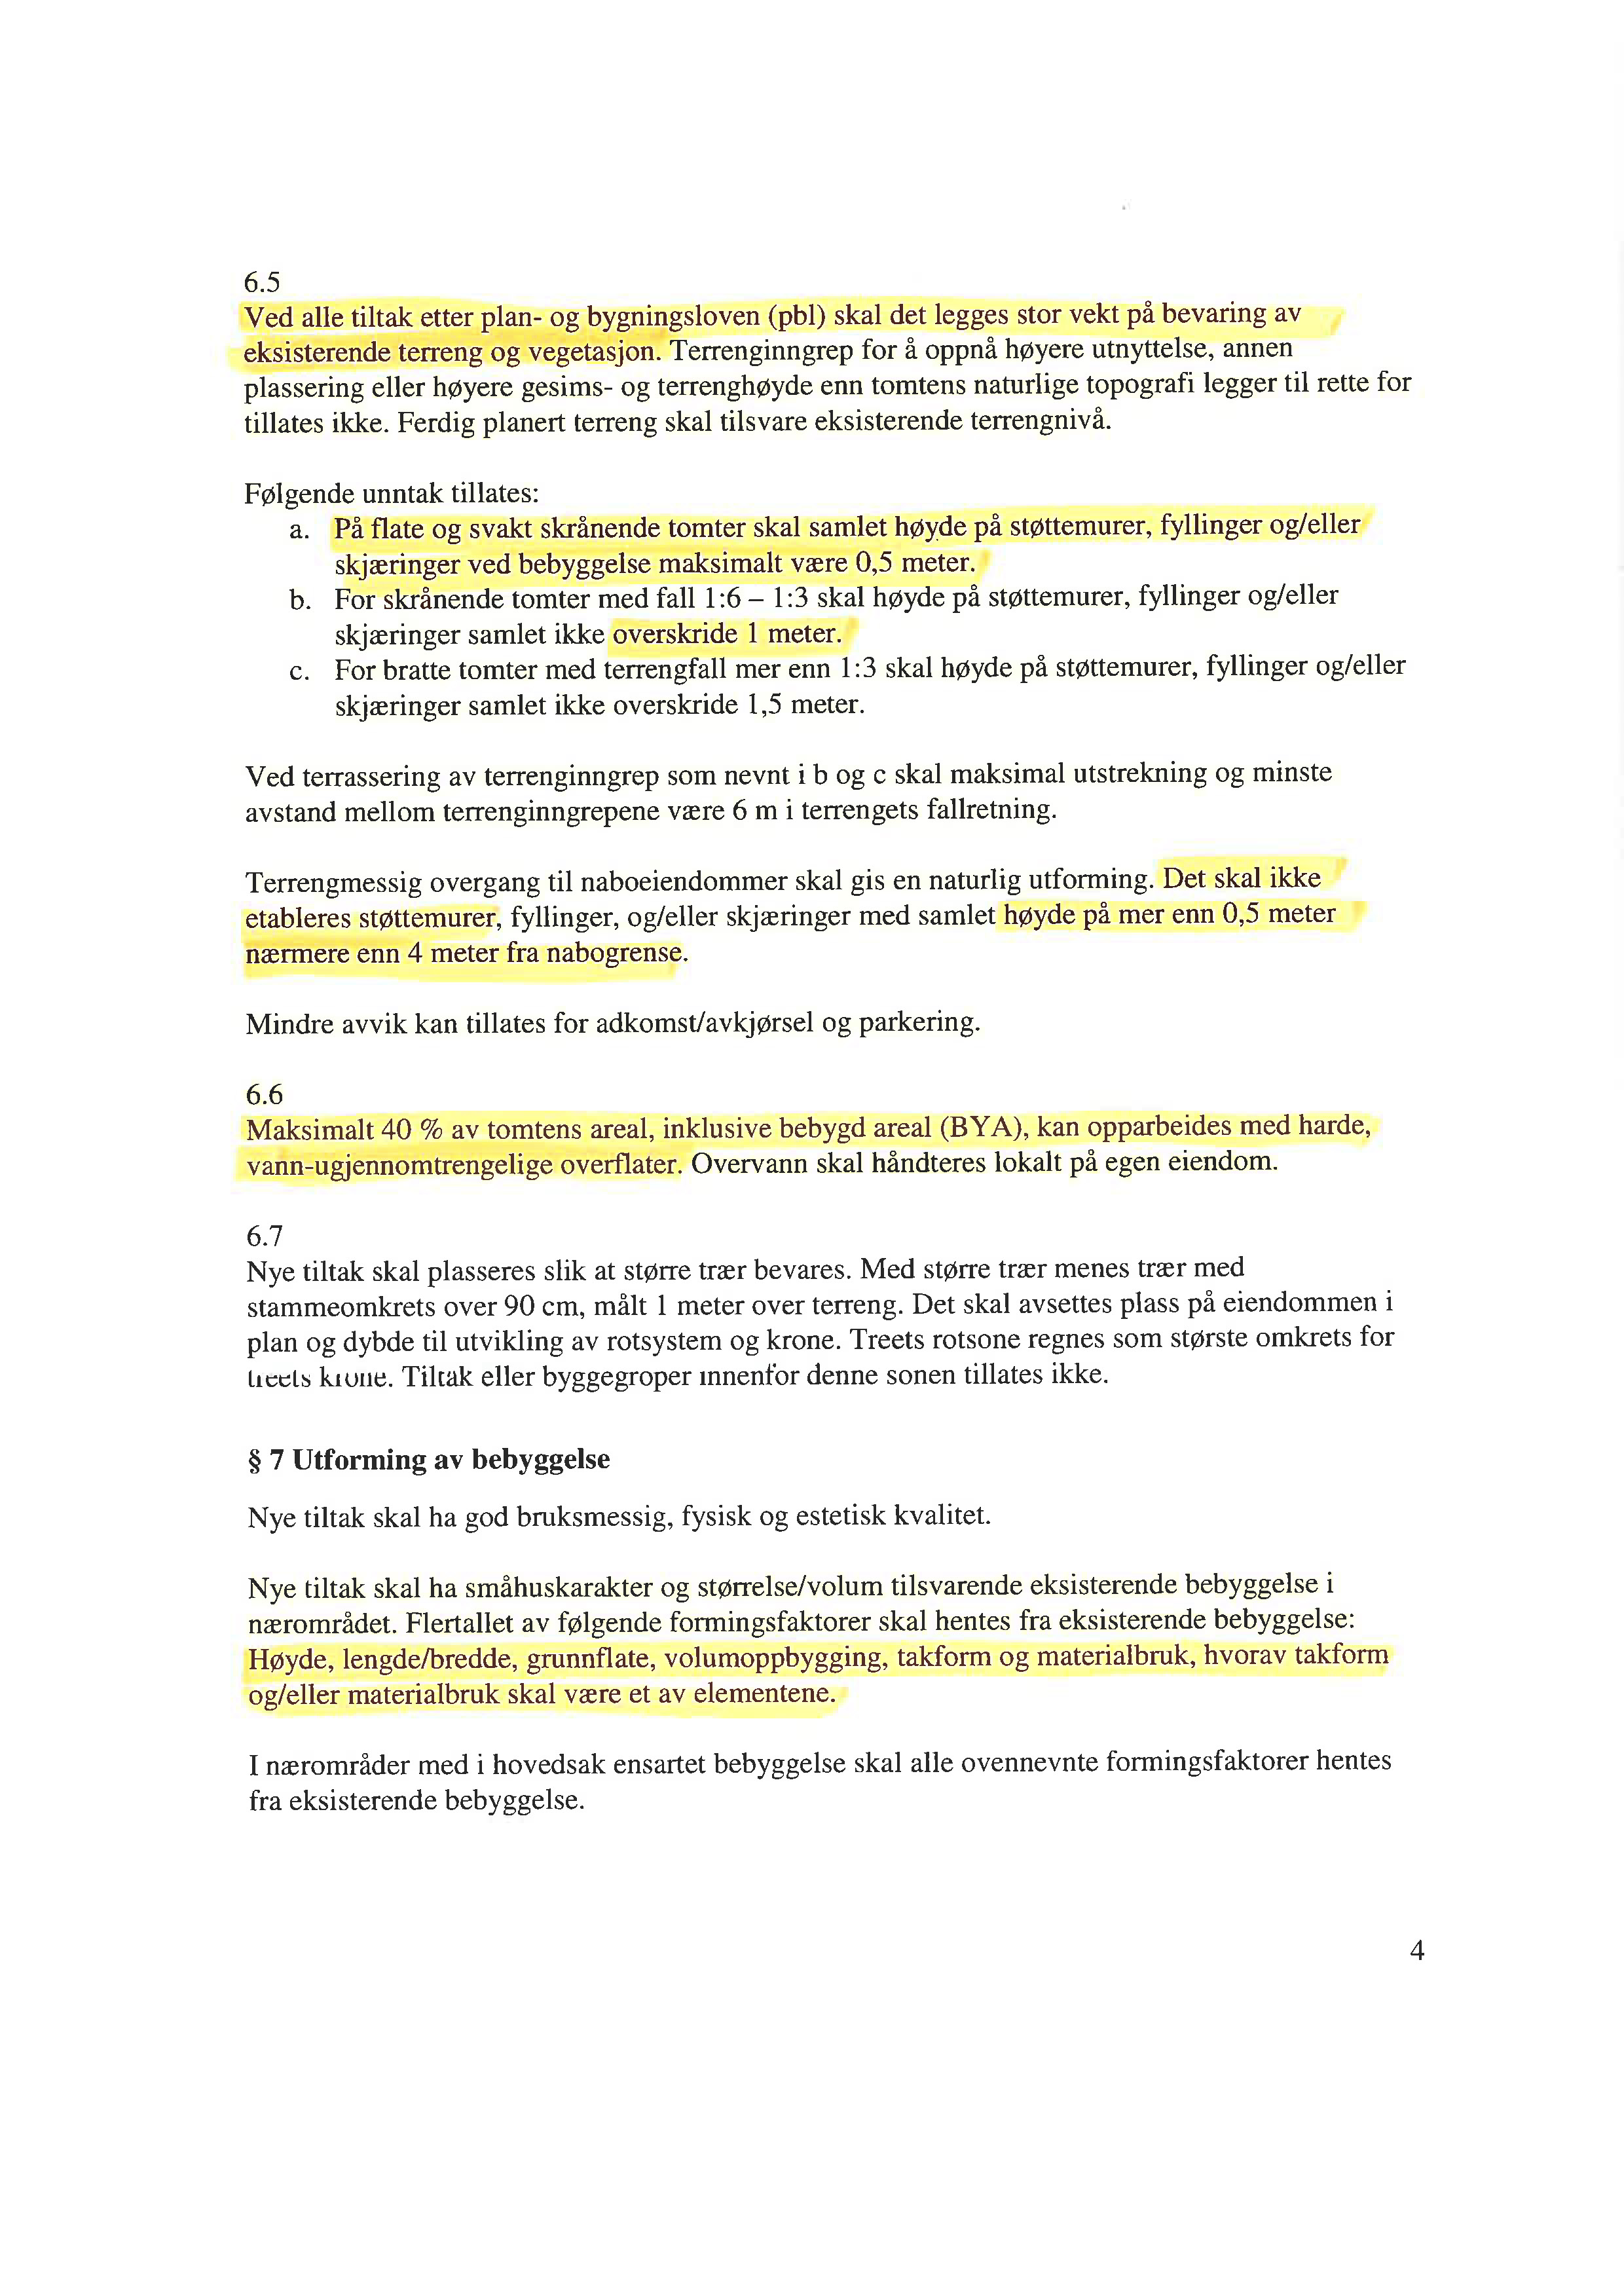 6.5
Ved alle tiltak etter plan- og bygningsloven (pbl) skal det legges stor vekt på bevaring av
eksisterende terreng og vegetasjon. Terrenginngrep for å oppnå høyere utnyttelse, annen
plassering eller høyere gesims- og terrenghøyde enn tomtens naturlige topografi legger til rette for
tillates ikke. Ferdig planert terreng skal tilsvare eksisterende terrengnivå.
Følgende unntak tillates:
a. På flate og svakt skrånende tomter skal samlet høyde på støttemurer, fyllinger og/eller
skjæringer ved bebyggelse maksimalt være 0,5 meter.
b. For skrånende tomter med fall 1:6 – 1:3 skal høyde på støttemurer, fyllinger og/eller
skjæringer samlet ikke overskride 1 meter.
c. For bratte tomter med terrengfall mer enn 1:3 skal høyde på støttemurer, fyllinger og/eller
skjæringer samlet ikke overskride 1,5 meter.
Ved terrassering av terrenginngrep som nevnt i b og c skal maksimal utstrekning og minste
avstand mellom terrenginngrepene være 6 m i terrengets fallretning.
Terrengmessig overgang til naboeiendommer skal gis en naturlig utforming. Det skal ikke
etableres støttemurer, fyllinger, og/eller skjæringer med samlet høyde på mer enn 0,5 meter
nærmere enn 4 meter fra nabogrense.
Mindre avvik kan tillates for adkomst/avkjørsel og parkering.
6.6
Maksimalt 40 % av tomtens areal, inklusive bebygd areal (BYA), kan opparbeides med harde,
vann-ugjennomtrengelige overflater. Overvann skal håndteres lokalt på egen eiendom.
6.7
Nye tiltak skal plasseres slik at større trær bevares. Med større trær menes trær med
stammeomkrets over 90 cm, målt 1 meter over terreng. Det skal avsettes plass på eiendommen i
plan og dybde til utvikling av rotsystem og krone. Treets rotsone regnes som største omkrets for
treets krone. Tiltak eller byggegroper innenfor denne sonen tillates ikke.
§ 7 Utforming av bebyggelse
Nye tiltak skal ha god bruksmessig, fysisk og estetisk kvalitet.
Nye tiltak skal ha småhuskarakter og størrelse/volum tilsvarende eksisterende bebyggelse i
nærområdet. Flertallet av følgende formingsfaktorer skal hentes fra eksisterende bebyggelse:
Høyde, lengde/bredde, grunnflate, volumoppbygging, takform og materialbruk, hvorav takform
og/eller materialbruk skal være et av elementene.
I nærområder med i hovedsak ensartet bebyggelse skal alle ovennevnte formingsfaktorer hentes
fra eksisterende bebyggelse.
4